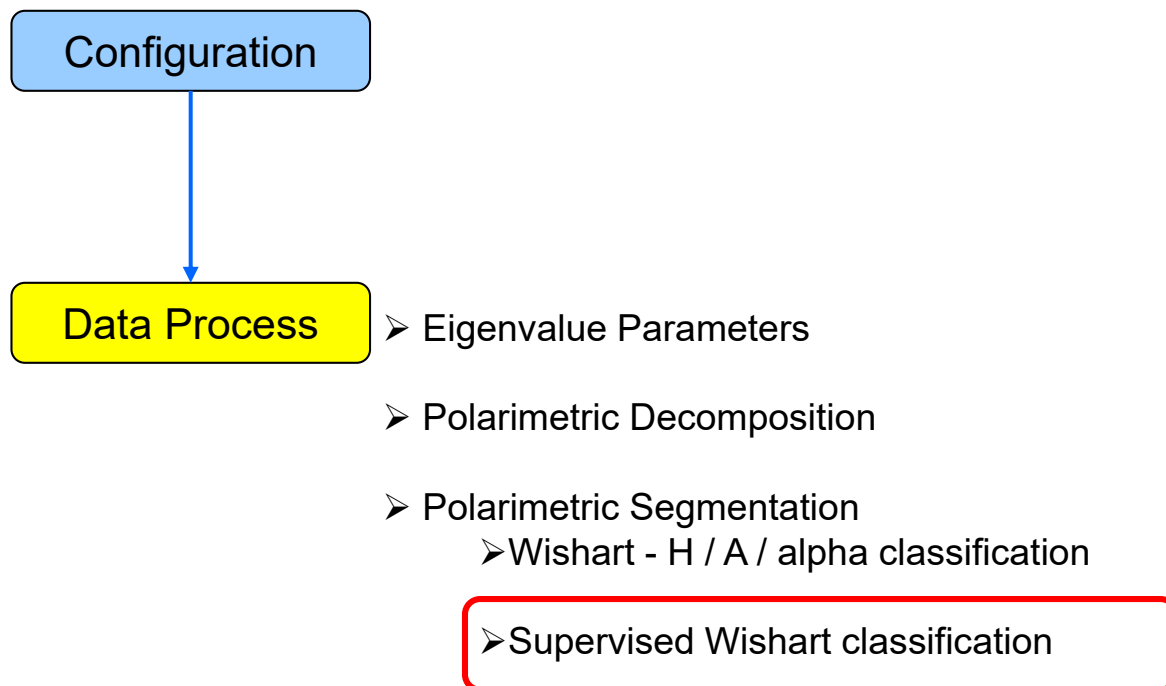 Configuration
Data Process
➢ Eigenvalue Parameters
➢ Polarimetric Decomposition
➢ Polarimetric Segmentation
➢Wishart - H / A / alpha classification
➢Supervised Wishart classification